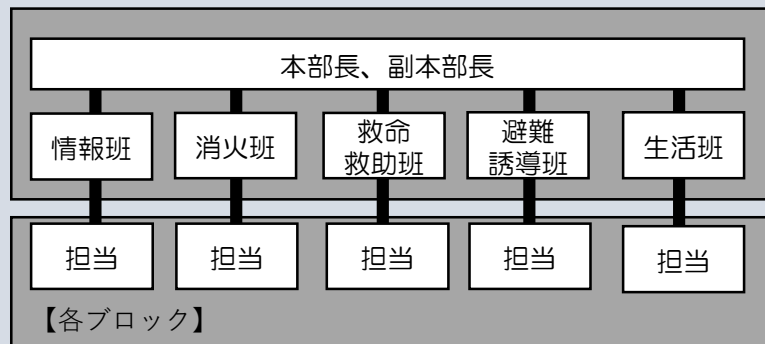 本部長、副本部長
情報班
消火班
救命
救助班
避難
誘導班
生活班
担当
担当
担当
担当
担当
【各ブロック】